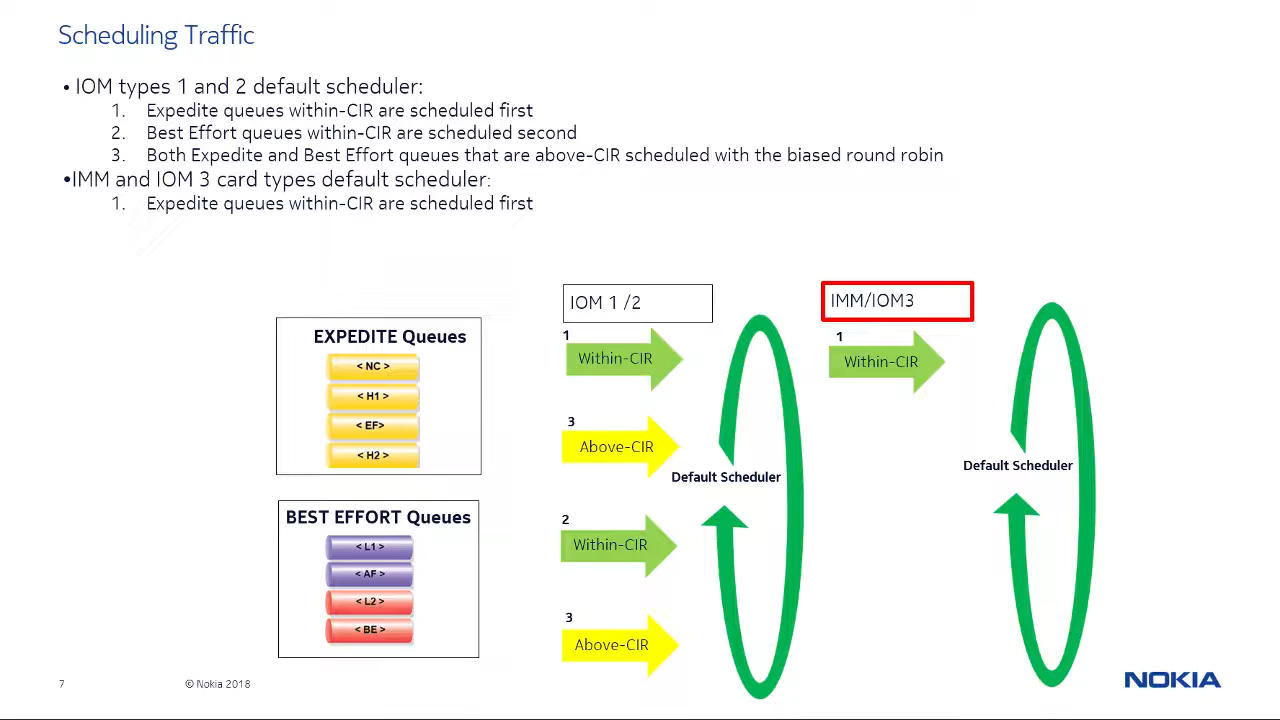 Scheduling Traffic
• IOM types 1 and 2 default scheduler:
1. Expedite queues within-CIR are scheduled first
2. Best Effort queues within-CIR are scheduled second
3. Both Expedite and Best Effort queues that are above-CIR scheduled with the biased round robin
•IMM and IOM 3 card types default scheduler:
1. Expedite queues within-CIR are scheduled first
EXPEDITE Queues
< NC >
< H1 >
< EF>
< H2 >
BEST EFFORT Queues
< L1 >
< AF >
< L2 >
< BE >
IOM 1 /2
1
Within-CIR
3
Above-CIR
2
Within-CIR
3
Above-CIR
Default Scheduler
IMM/IOM3
1
Within-CIR
Default Scheduler
7
© Nokia 2018
NOKIA